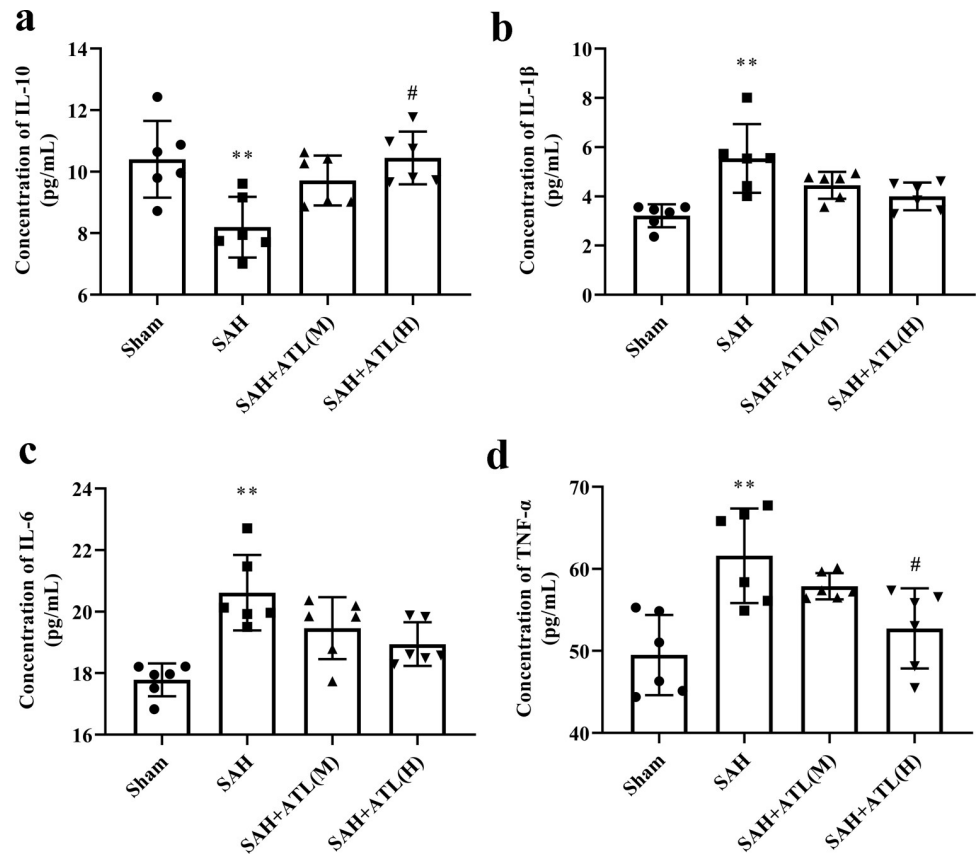 a
Concentration of IL-10
(pg/mL)
14
12
10
8
6
**
#
Sham
SAH
SAH+ATL(M)
SAH+ATL(H)
b
Concentration of IL-1β
(pg/mL)
10
8
6
4
2
0
**
Sham
SAH
SAH+ATL(M)
SAH+ATL(H)
c
Concentration of IL-6
(pg/mL)
24
22
20
18
16
**
Sham
SAH
SAH+ATL(M)
SAH+ATL(H)
d
Concentration of TNF-α
(pg/mL)
70
60
50
40
**
#
Sham
SAH
SAH+ATL(M)
SAH+ATL(H)